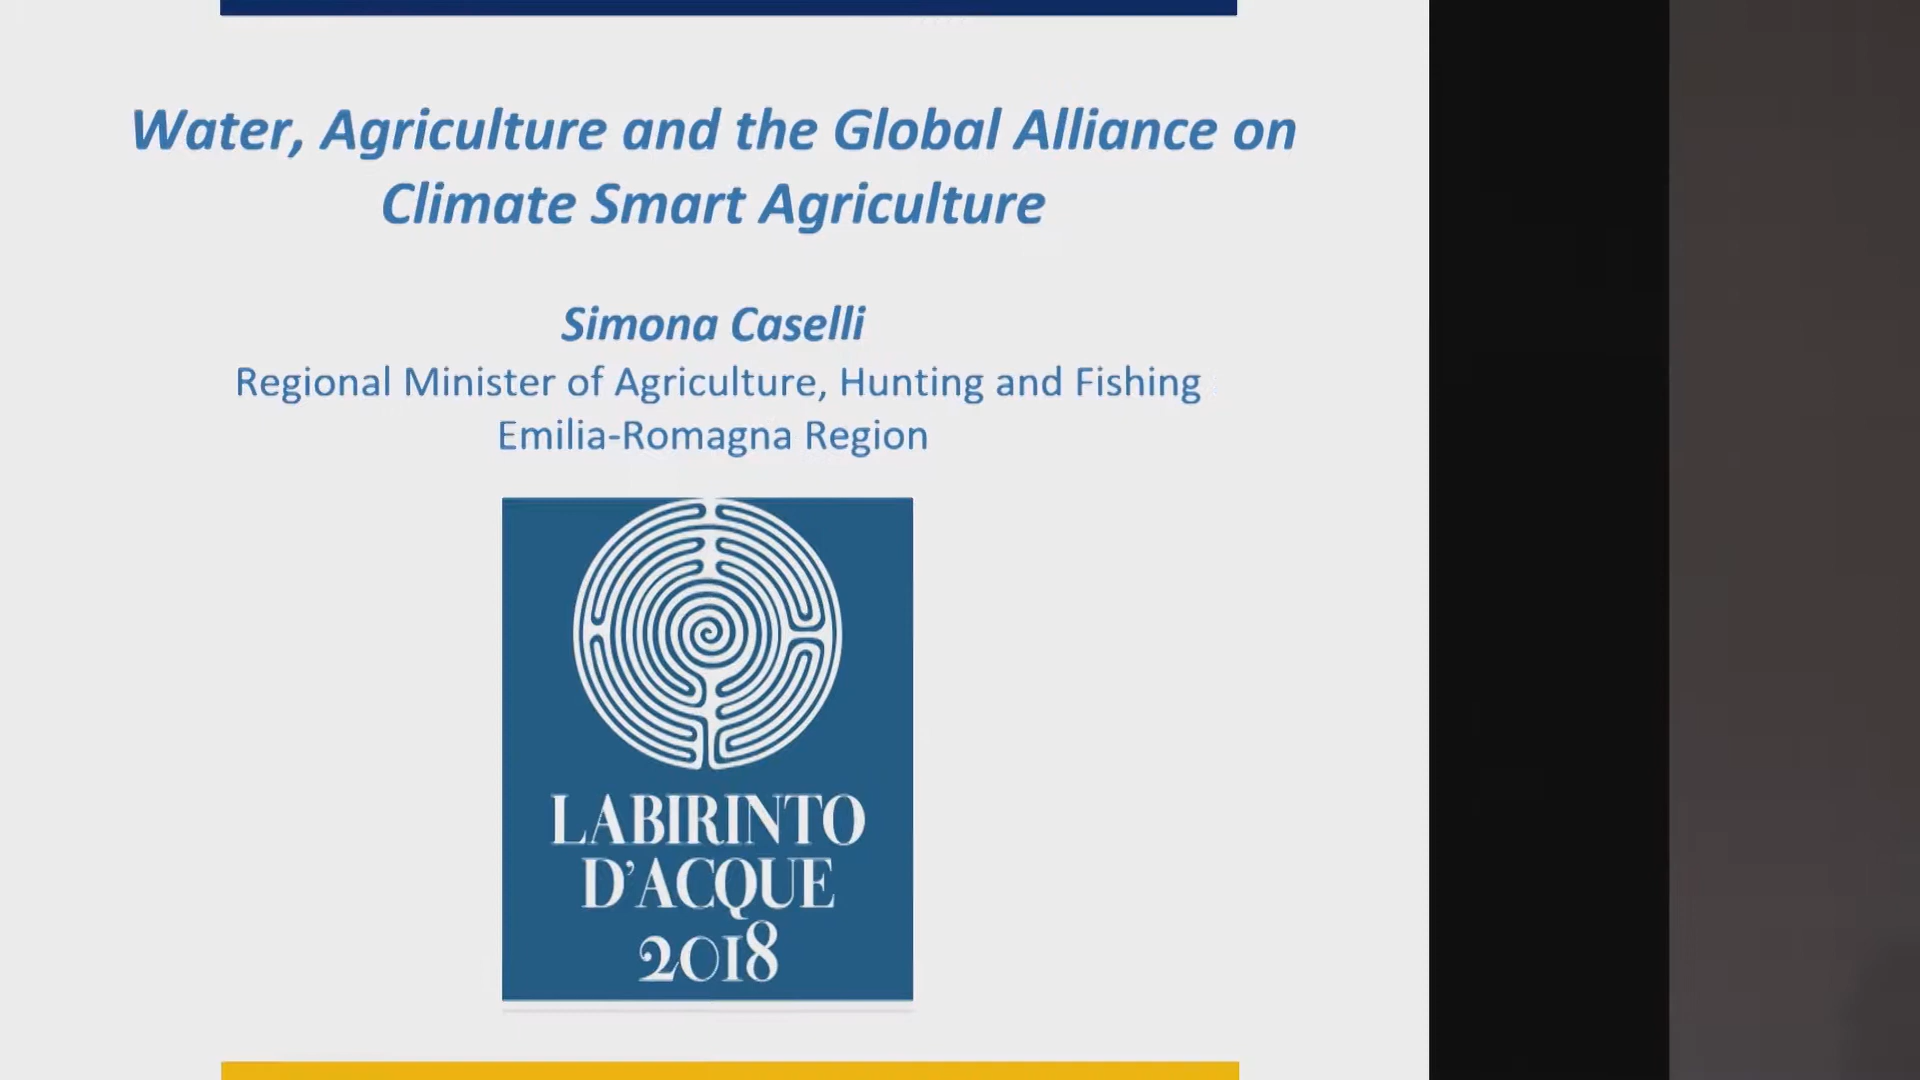 Water, Agriculture and the Global Alliance on
Climate Smart Agriculture
Simona Caselli
Regional Minister of Agriculture, Hunting and Fishing
Emilia-Romagna Region
LABIRINTO
D'ACQUE
2018